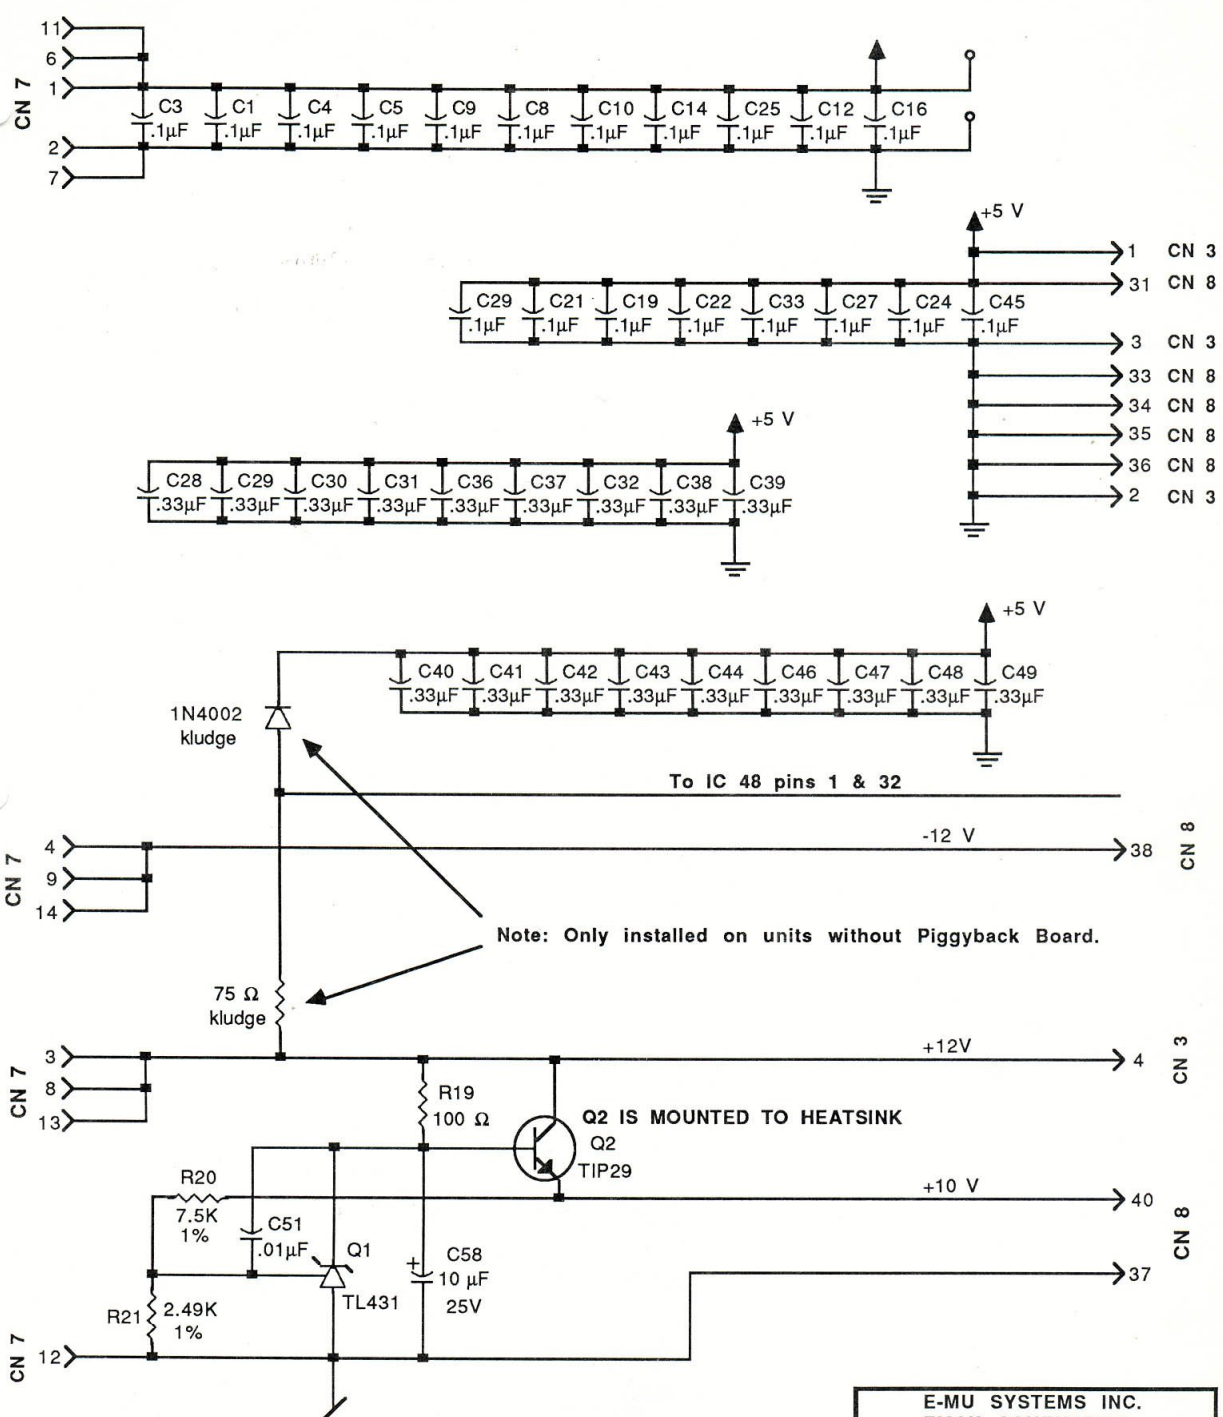 11
6
1
CN 7
2
7
C3 .1µF
C1 .1µF
C4 .1µF
C5 .1µF
C9 .1µF
C8 .1µF
C10 .1µF
C14 .1µF
C25 .1µF
C12 .1µF
C16 .1µF
+5 V
1 CN 3
31 CN 8
C29 .1µF
C21 .1µF
C19 .1µF
C22 .1µF
C33 .1µF
C27 .1µF
C24 .1µF
C45 .1µF
3 CN 3
33 CN 8
34 CN 8
35 CN 8
36 CN 8
2 CN 3
+5 V
C28 .33µF
C29 .33µF
C30 .33µF
C31 .33µF
C36 .33µF
C37 .33µF
C32 .33µF
C38 .33µF
C39 .33µF
+5 V
C40 .33µF
C41 .33µF
C42 .33µF
C43 .33µF
C44 .33µF
C46 .33µF
C47 .33µF
C48 .33µF
C49 .33µF
1N4002
kludge
To IC 48 pins 1 & 32
CN 7
4
9
14
-12 V
38
CN 8
Note: Only installed on units without Piggyback Board.
75 Ω
kludge
CN 7
3
8
13
+12V
4
CN 3
R19
100 Ω
Q2 IS MOUNTED TO HEATSINK
Q2
TIP29
R20
7.5K
1%
+10 V
40
CN 8
37
C51
.01µF
Q1
TL431
C58
+
10 µF
25V
R21
2.49K
1%
CN 7
12
E-MU SYSTEMS INC.